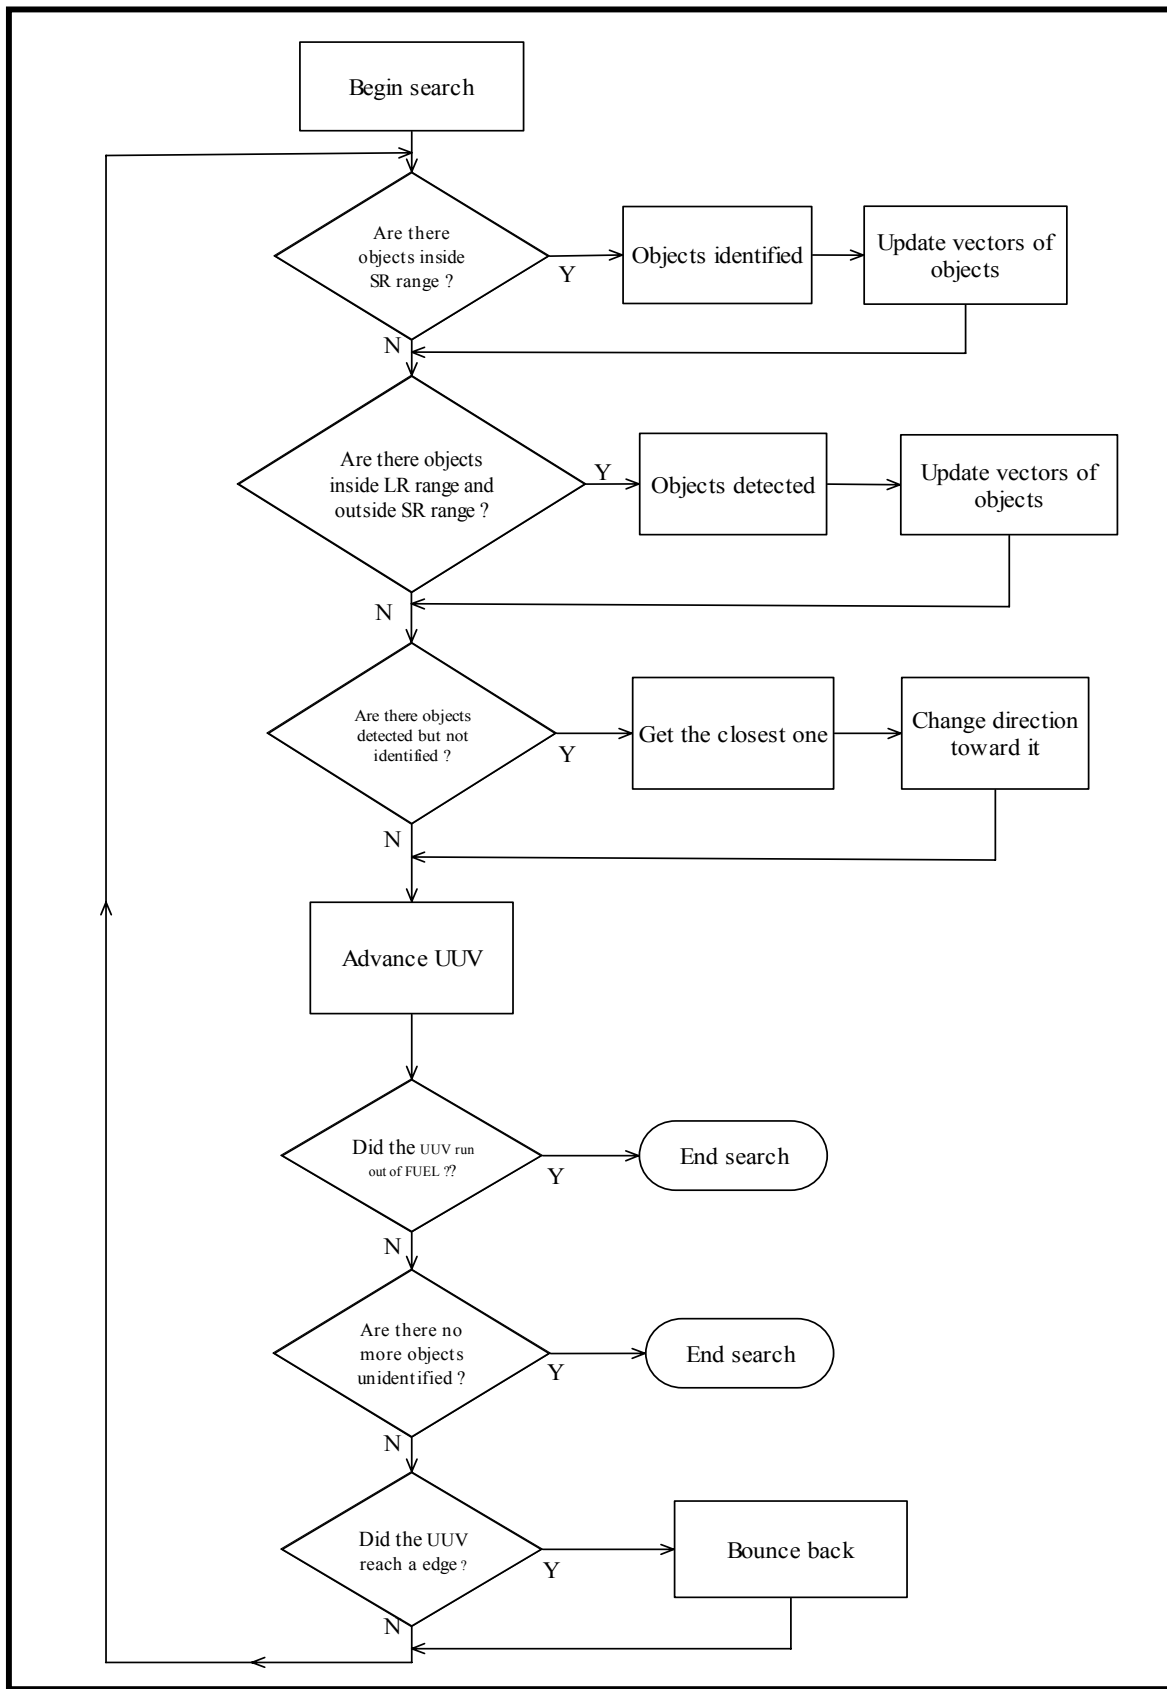 Begin search
Are there
objects inside
SR range ?
Y
Objects identified
Update vectors of
objects
N
Are there objects
inside LR range and
outside SR range ?
Y
Objects detected
Update vectors of
objects
N
Are there objects
detected but not
identified ?
Y
Get the closest one
Change direction
toward it
N
Advance UUV
Did the UUV run
out of FUEL ??
Y
End search
N
Are there no
more objects
unidentified ?
Y
End search
N
Did the UUV
reach a edge ?
Y
Bounce back
N